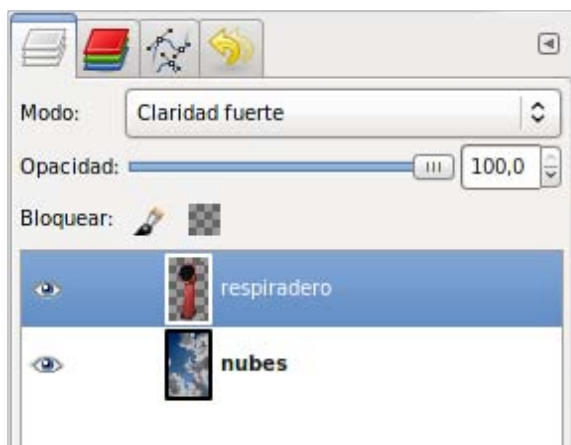 Modo: Claridad fuerte
Opacidad: 100,0
Bloquear:
respiradero
nubes